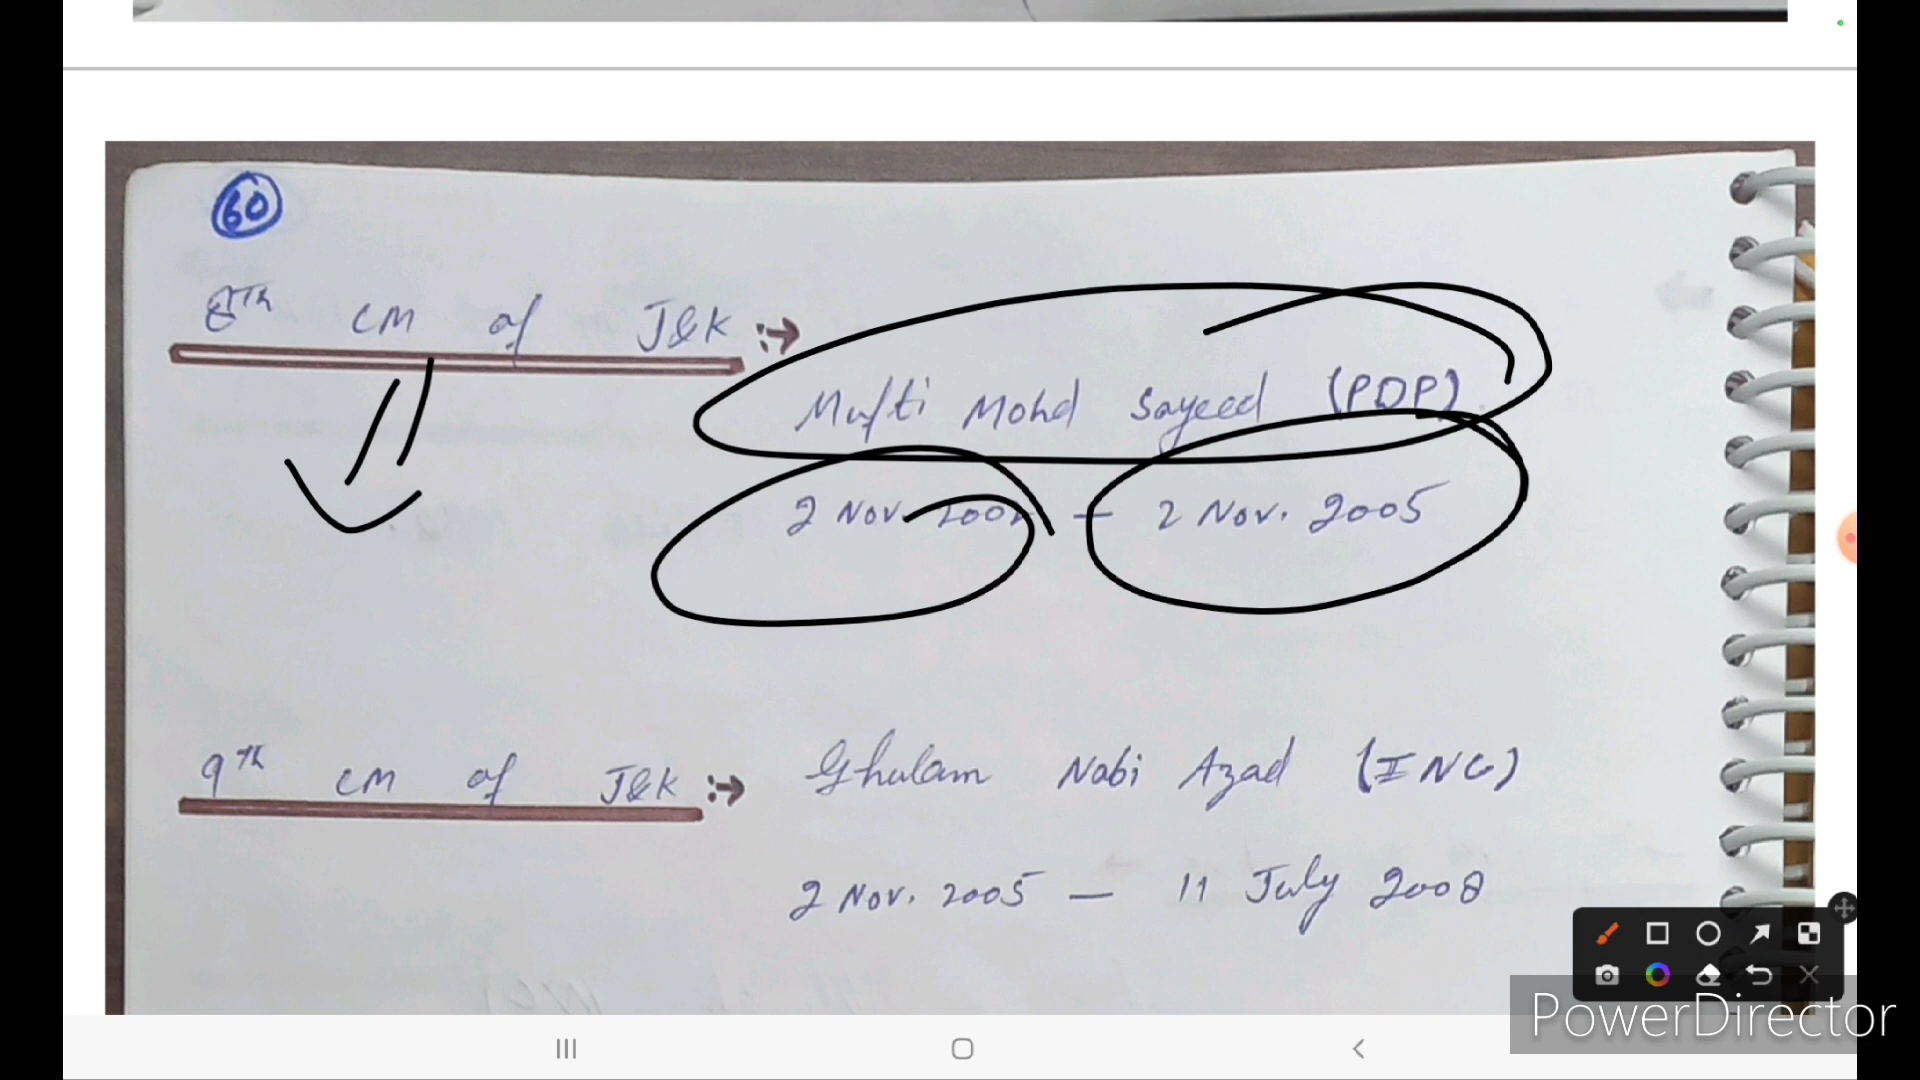 60
8Th CM of J&K :→
Mufti Mohd Sayeed (PDP).
2 Nov. 2002 — 2 Nov. 2005
9Th CM of J&K :→ Ghulam Nabi Azad (INC)
2 Nov. 2005 — 11 July 2008
PowerDirector